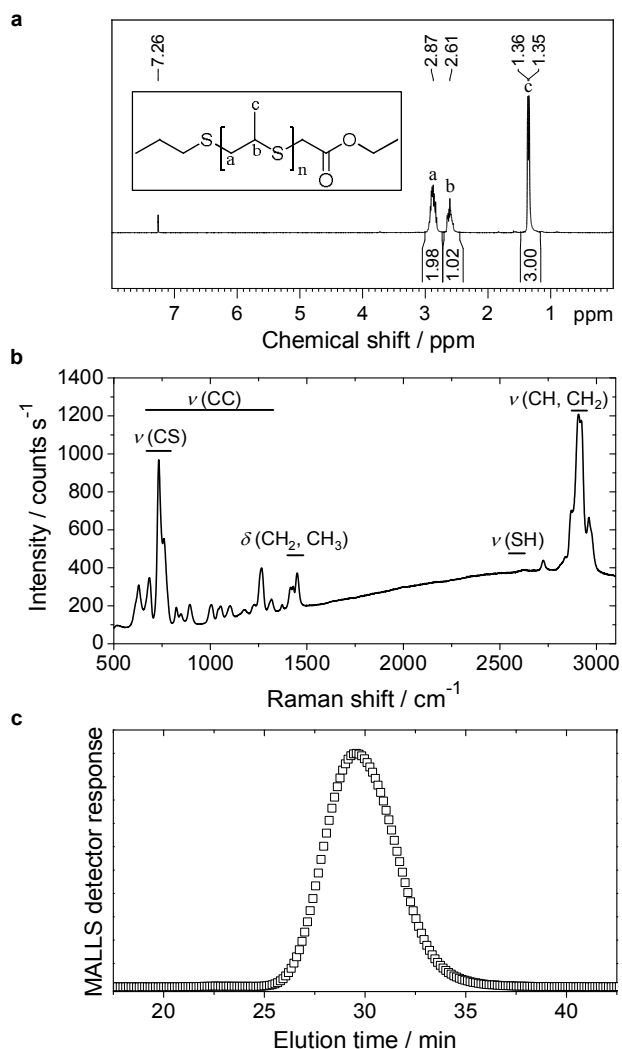 a
7.26
2.87
2.61
1.36
1.35
c
c
S
a
b
S
n
O
O
a
b
1.98
1.02
3.00
7 6 5 4 3 2 1 ppm
Chemical shift / ppm
b
1400
1200
1000
800
600
400
200
0
ν (CC)
ν (CS)
δ (CH₂, CH₃)
ν (SH)
ν (CH, CH₂)
Intensity / counts s⁻¹
500 1000 1500 2000 2500 3000
Raman shift / cm⁻¹
c
MALLS detector response
20 25 30 35 40
Elution time / min